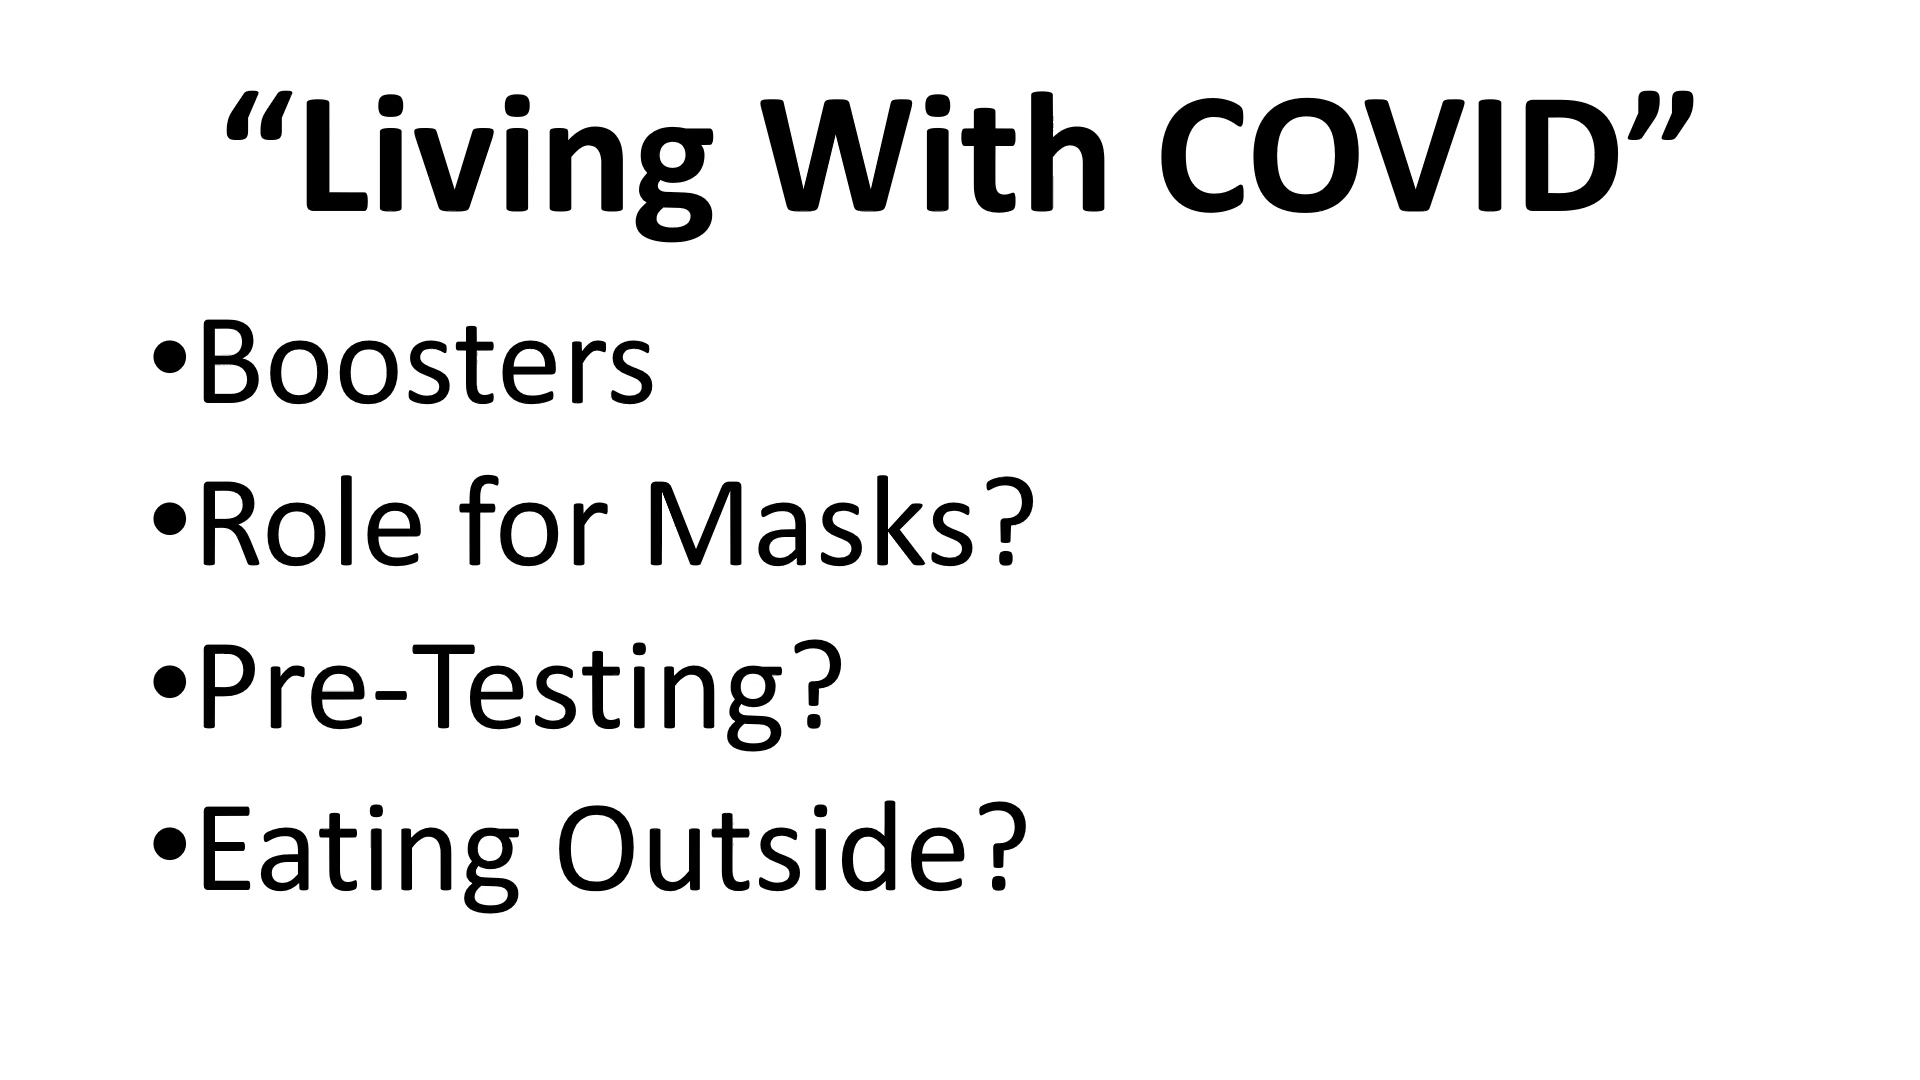 “Living With COVID”
•Boosters
•Role for Masks?
•Pre-Testing?
•Eating Outside?